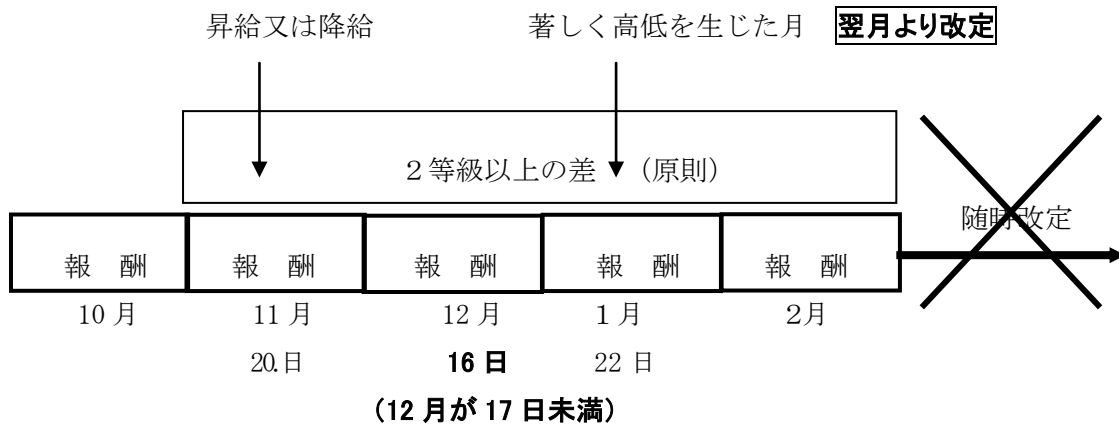 昇給又は降給 著しく高低を生じた月 翌月より改定
2等級以上の差 (原則)
随時改定
報 酬 報 酬 報 酬 報 酬 報 酬
10月 11月 12月 1月 2月
20.日 16日 22日
(12月が17日未満)